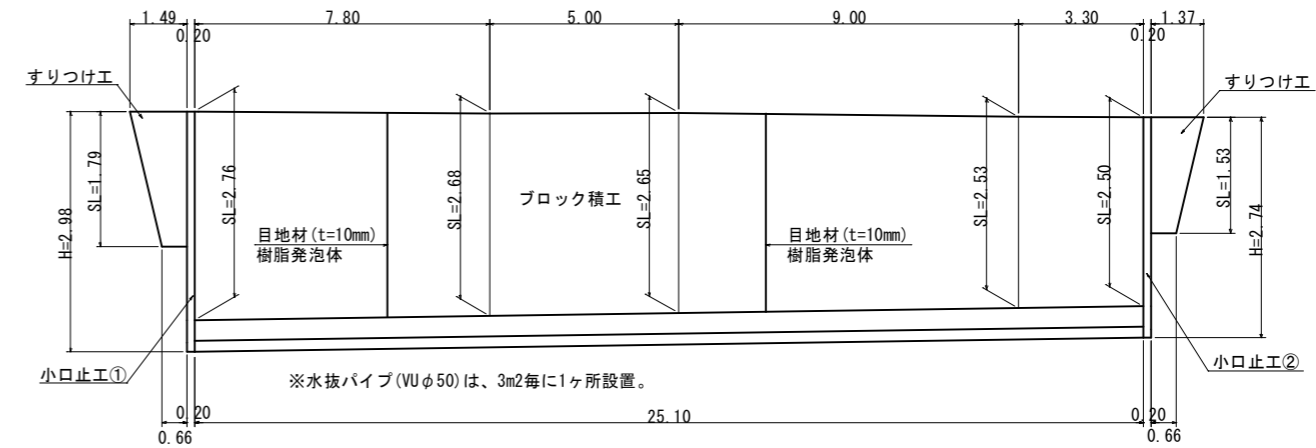 1.49
7.80
5.00
9.00
3.30
1.37
0.20
0.20
すりつけ工
すりつけ工
H=2.98
SL=1.79
SL=2.76
SL=2.68
ブロック積工
SL=2.65
SL=2.53
SL=2.50
SL=1.53
H=2.74
目地材(t=10mm)
樹脂発泡体
目地材(t=10mm)
樹脂発泡体
小口止工①
※水抜パイプ(VUφ50)は、3m2毎に1ヶ所設置。
小口止工②
0.20
25.10
0.20
0.66
0.66